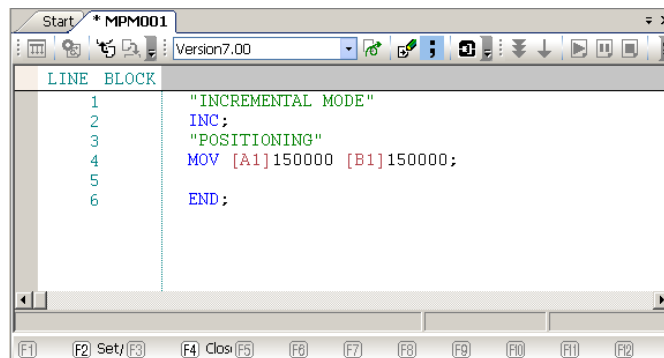 Start * MPM001
Version7.00
LINE BLOCK
1 "INCREMENTAL MODE"
2 INC;
3 "POSITIONING"
4 MOV [A1]150000 [B1]150000;
5
6 END;
F1 F2 Set/ F3 F4 Clos F5 F6 F7 F8 F9 F10 F11 F12